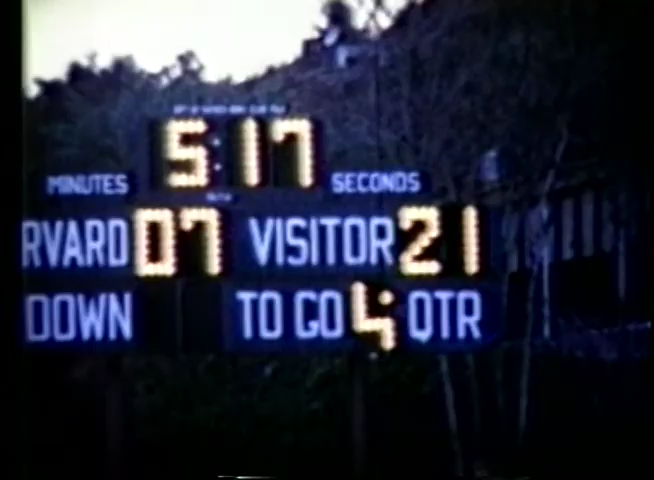 5:17
MINUTES SECONDS
RVARD 07 VISITOR 21
DOWN TO GO 4 QTR